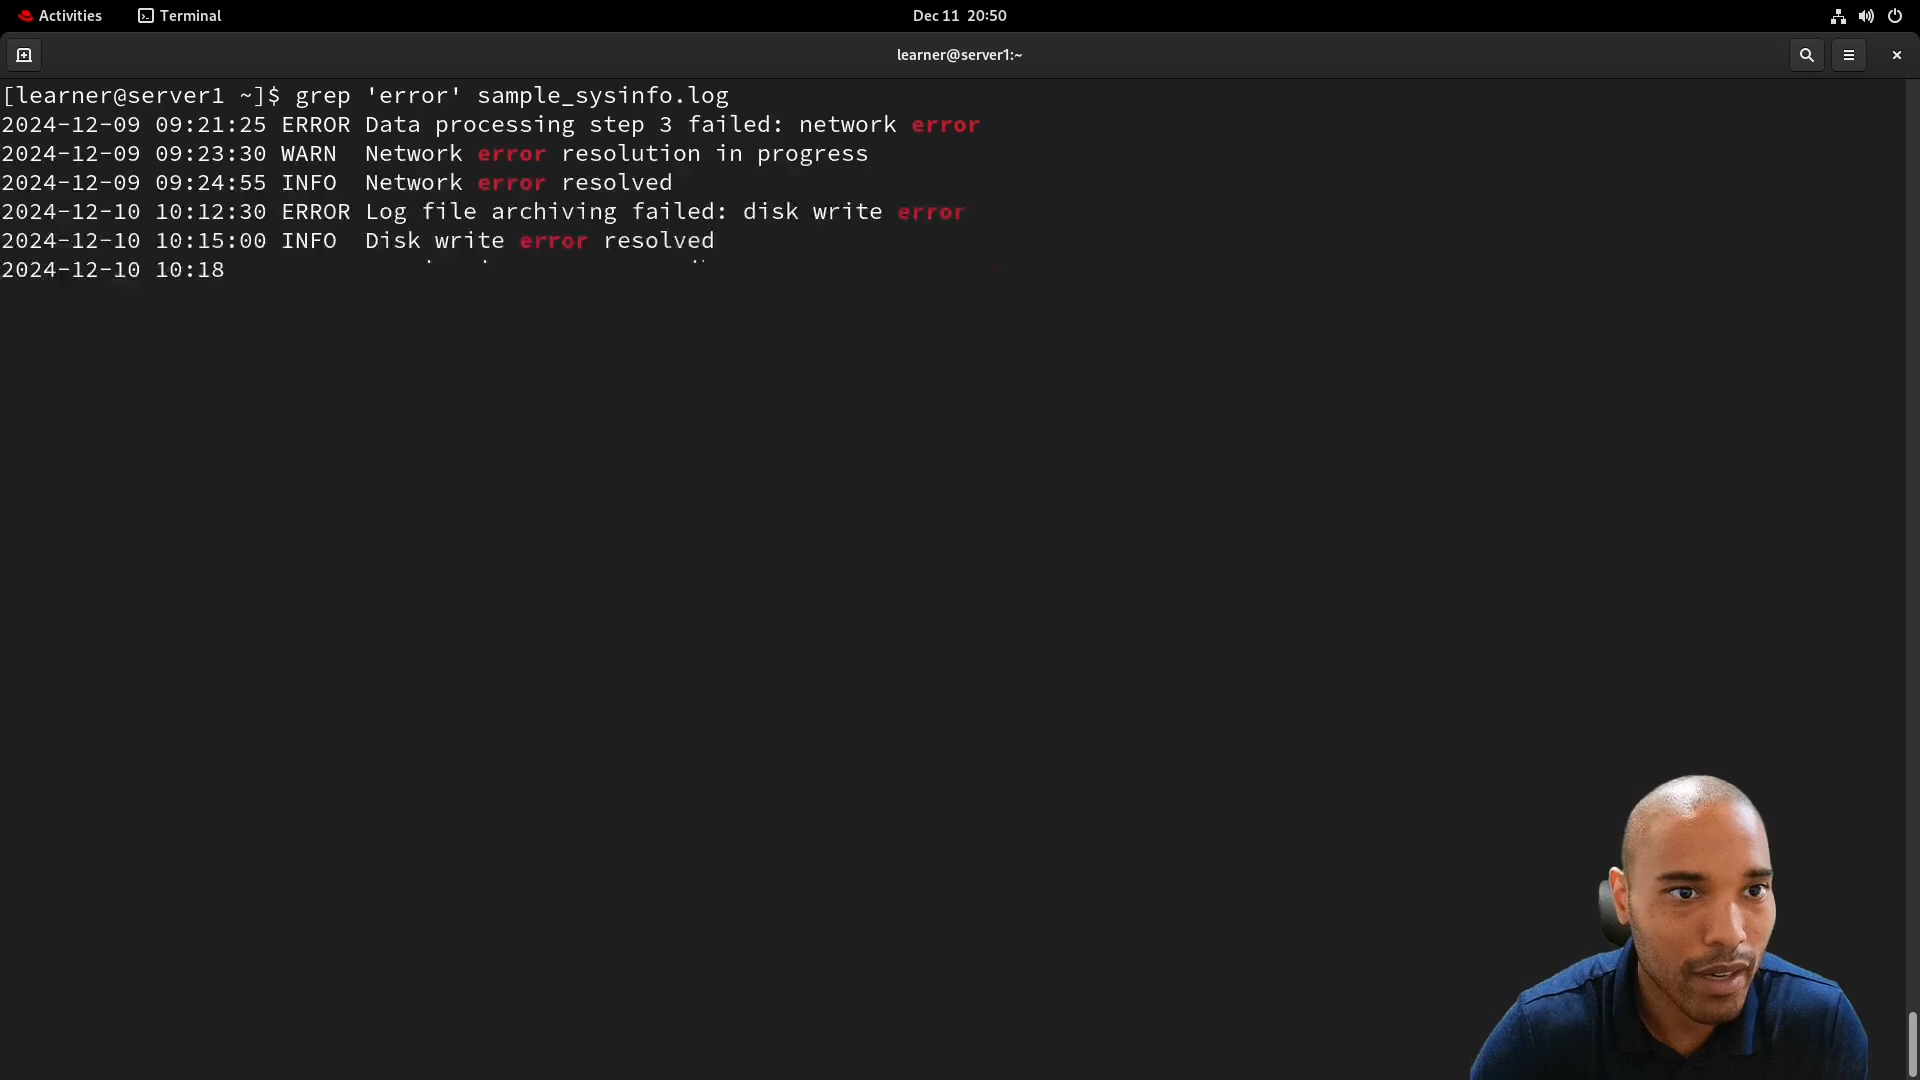 Activities Terminal Dec 11 20:50
learner@server1:~
[learner@server1 ~]$ grep 'error' sample_sysinfo.log
2024-12-09 09:21:25 ERROR Data processing step 3 failed: network error
2024-12-09 09:23:30 WARN  Network error resolution in progress
2024-12-09 09:24:55 INFO  Network error resolved
2024-12-10 10:12:30 ERROR Log file archiving failed: disk write error
2024-12-10 10:15:00 INFO  Disk write error resolved
2024-12-10 10:18